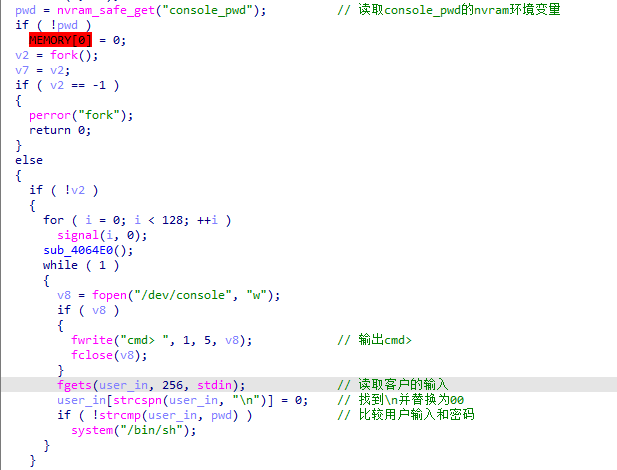 pwd = nvram_safe_get("console_pwd"); // 读取console_pwd的nvram环境变量
if ( !pwd )
MEMORY[0] = 0;
v2 = fork();
v7 = v2;
if ( v2 == -1 )
{
perror("fork");
return 0;
}
else
{
if ( !v2 )
{
for ( i = 0; i < 128; ++i )
signal(i, 0);
sub_4064E0();
while ( 1 )
{
v8 = fopen("/dev/console", "w");
if ( v8 )
{
fwrite("cmd> ", 1, 5, v8); // 输出cmd>
fclose(v8);
}
fgets(user_in, 256, stdin); // 读取客户的输入
user_in[strcspn(user_in, "\n")] = 0; // 找到\n并替换为00
if ( !strcmp(user_in, pwd) ) // 比较用户输入和密码
system("/bin/sh");
}
}